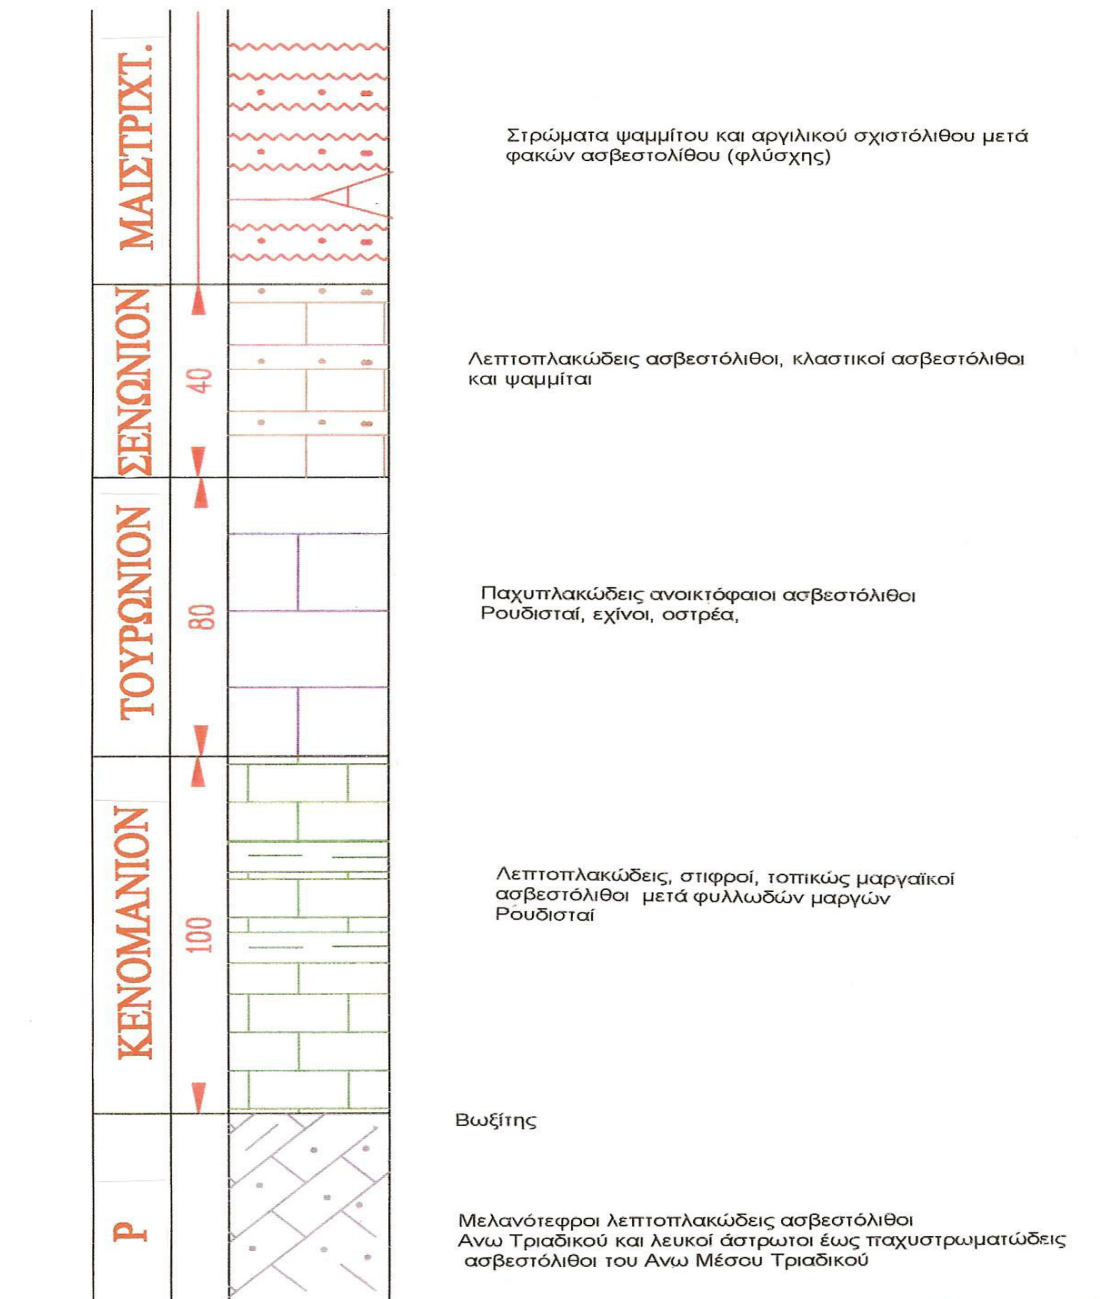 ΜΑΙΣΤΡΙΧΤ.
Στρώματα ψαμμίτου και αργιλικού σχιστόλιθου μετά
φακών ασβεστολίθου (φλύσχης)
ΣΕΝΩΝΙΟΝ
40
Λεπτοπλακώδεις ασβεστόλιθοι, κλαστικοί ασβεστόλιθοι
και ψαμμίται
ΤΟΥΡΩΝΙΟΝ
80
Παχυπλακώδεις ανοικτόφαιοι ασβεστόλιθοι
Ρουδισταί, εχίνοι, οστρέα,
ΚΕΝΟΜΑΝΙΟΝ
100
Λεπτοπλακώδεις, στιφροί, τοπικώς μαργαϊκοί
ασβεστόλιθοι μετά φυλλωδών μαργών
Ρουδισταί
Βωξίτης
Ρ
Μελανότεφροι λεπτοπλακώδεις ασβεστόλιθοι
Ανω Τριαδικού και λευκοί άστρωτοι έως παχυστρωματώδεις
ασβεστόλιθοι του Ανω Μέσου Τριαδικού